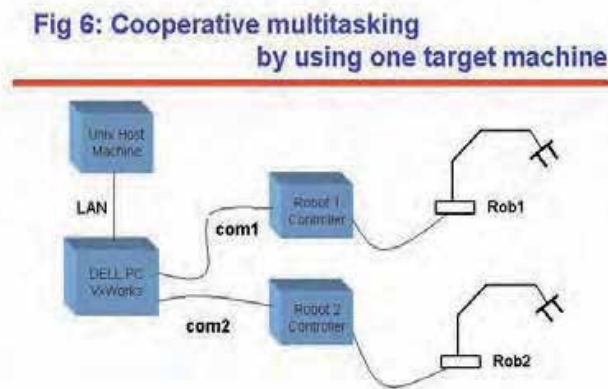 Fig 6: Cooperative multitasking
by using one target machine
Unix Host
Machine
LAN
Robot 1
Controller
com1
Rob1
DELL PC
VxWorks
com2
Robot 2
Controller
Rob2